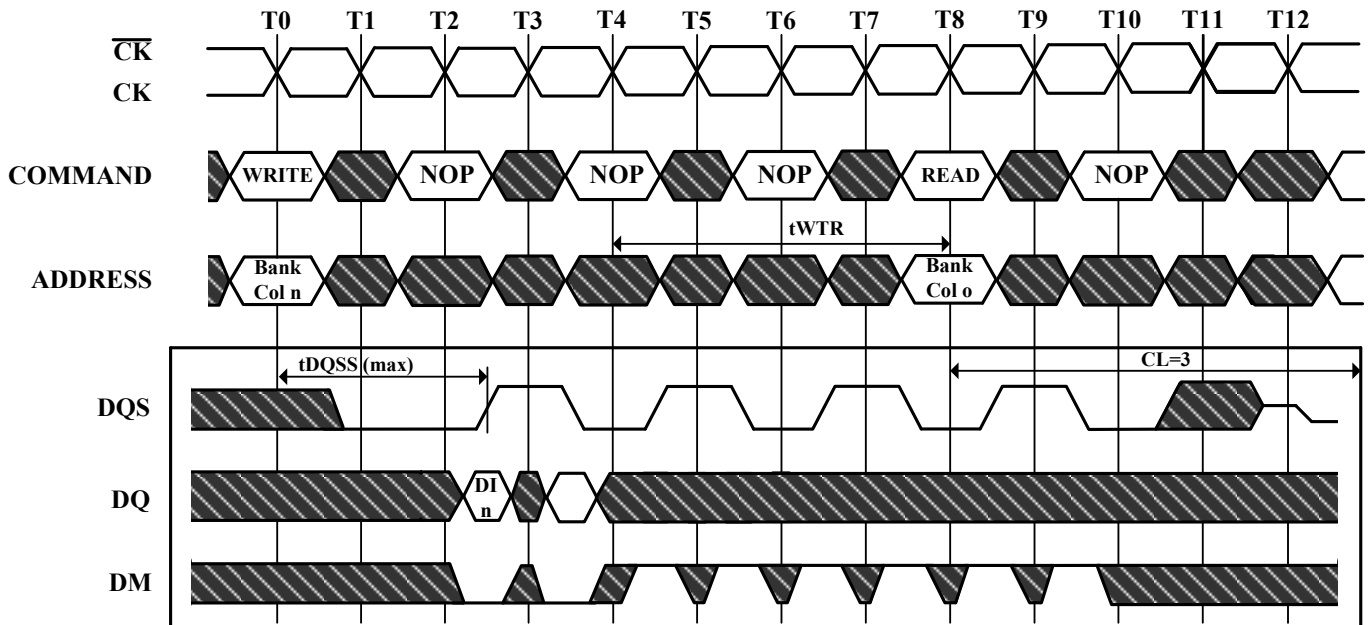 T0 T1 T2 T3 T4 T5 T6 T7 T8 T9 T10 T11 T12
CK
CK
COMMAND WRITE NOP NOP NOP READ NOP
tWTR
ADDRESS Bank Col n Bank Col o
tDQSS (max) CL=3
DQS
DQ DI n
DM